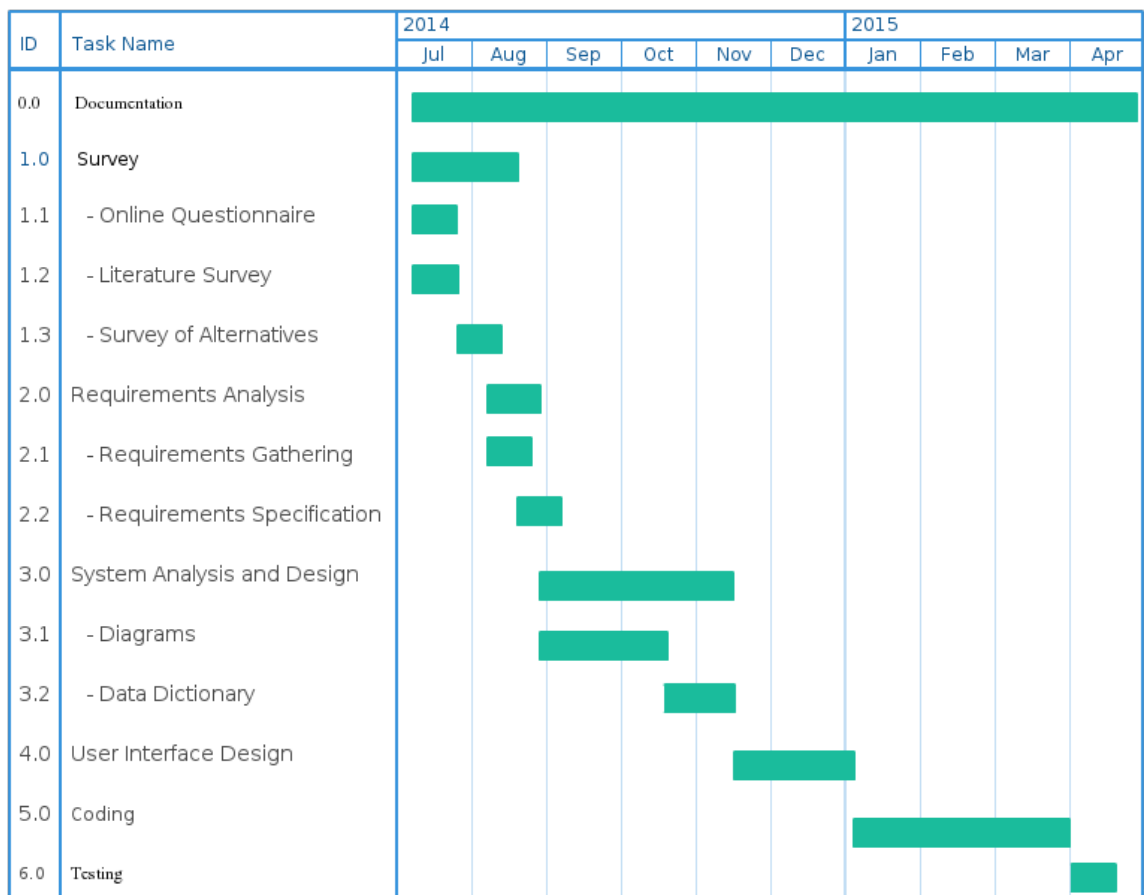 2014 2015
ID Task Name
Jul Aug Sep Oct Nov Dec Jan Feb Mar Apr
0.0 Documentation
1.0 Survey
1.1 - Online Questionnaire
1.2 - Literature Survey
1.3 - Survey of Alternatives
2.0 Requirements Analysis
2.1 - Requirements Gathering
2.2 - Requirements Specification
3.0 System Analysis and Design
3.1 - Diagrams
3.2 - Data Dictionary
4.0 User Interface Design
5.0 Coding
6.0 Testing